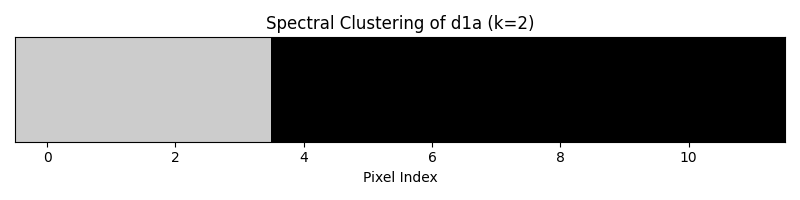 Spectral Clustering of d1a (k=2)
0 2 4 6 8 10
Pixel Index